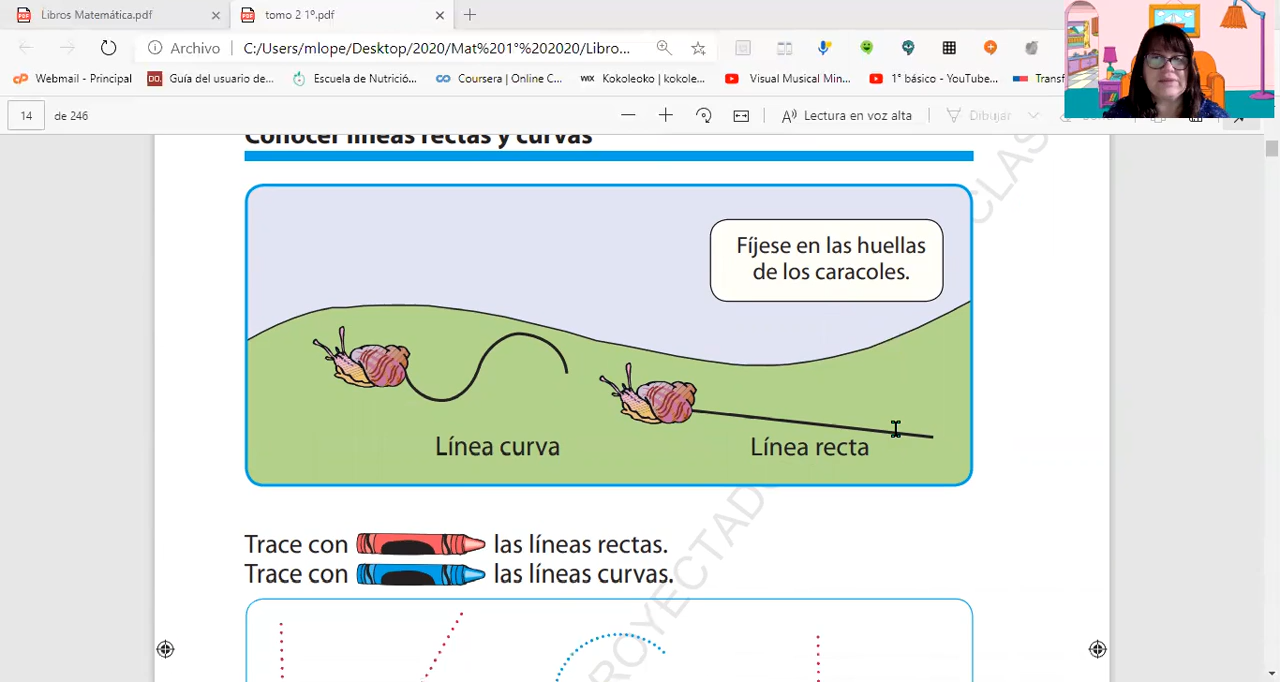 Libros Matemática.pdf
tomo 2 1º.pdf
Archivo
C:/Users/mlope/Desktop/2020/Mat%201°%202020/Libro...
Webmail - Principal
Guía del usuario de...
Escuela de Nutrició...
Coursera | Online C...
Kokoleoko | kokole...
Visual Musical Min...
1° básico - YouTube...
Transf
14
de 246
Lectura en voz alta
Dibujar
Conocer líneas rectas y curvas
Fíjese en las huellas
de los caracoles.
Línea curva
Línea recta
Trace con
las líneas rectas.
Trace con
las líneas curvas.